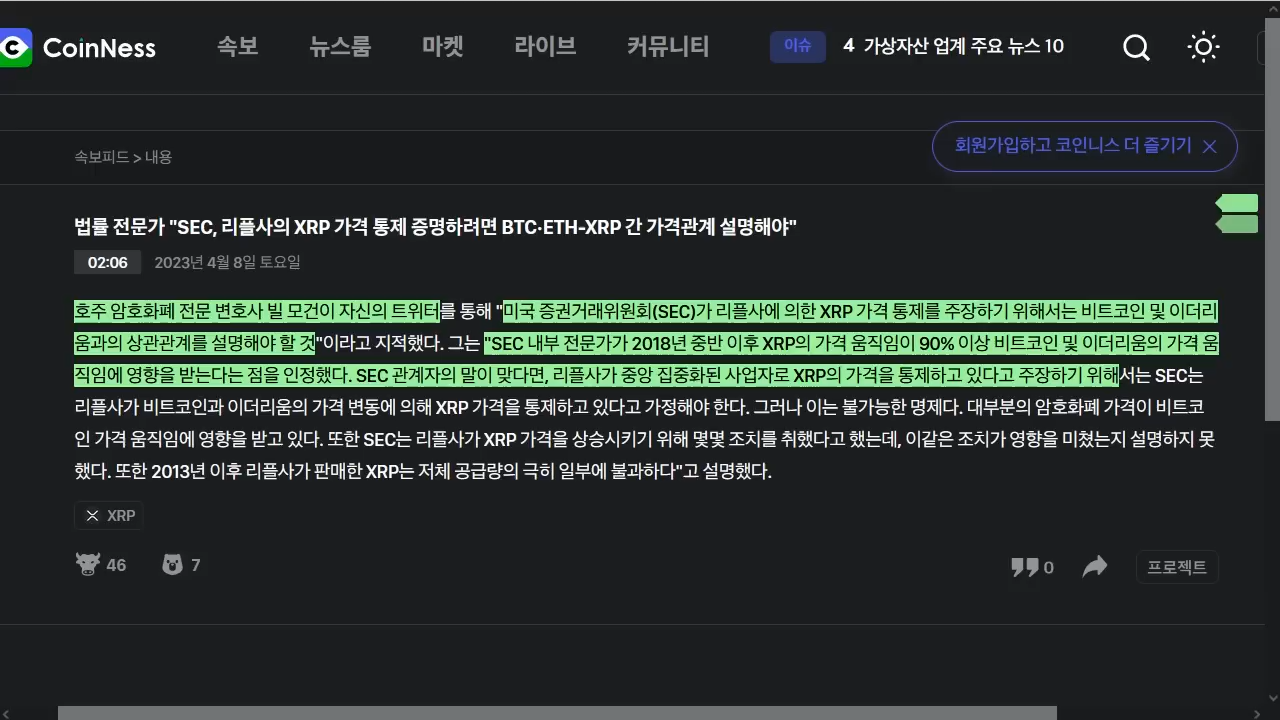 CoinNess 속보 뉴스룸 마켓 라이브 커뮤니티 이슈 4 가상자산 업계 주요 뉴스 10
회원가입하고 코인니스 더 즐기기
속보피드 > 내용
법률 전문가 "SEC, 리플사의 XRP 가격 통제 증명하려면 BTC·ETH-XRP 간 가격관계 설명해야"
02:06 2023년 4월 8일 토요일
호주 암호화폐 전문 변호사 빌 모건이 자신의 트위터를 통해 "미국 증권거래위원회(SEC)가 리플사에 의한 XRP 가격 통제를 주장하기 위해서는 비트코인 및 이더리
움과의 상관관계를 설명해야 할 것"이라고 지적했다. 그는 "SEC 내부 전문가가 2018년 중반 이후 XRP의 가격 움직임이 90% 이상 비트코인 및 이더리움의 가격 움
직임에 영향을 받는다는 점을 인정했다. SEC 관계자의 말이 맞다면, 리플사가 중앙 집중화된 사업자로 XRP의 가격을 통제하고 있다고 주장하기 위해서는 SEC는
리플사가 비트코인과 이더리움의 가격 변동에 의해 XRP 가격을 통제하고 있다고 가정해야 한다. 그러나 이는 불가능한 명제다. 대부분의 암호화폐 가격이 비트코
인 가격 움직임에 영향을 받고 있다. 또한 SEC는 리플사가 XRP 가격을 상승시키기 위해 몇몇 조치를 취했다고 했는데, 이같은 조치가 영향을 미쳤는지 설명하지 못
했다. 또한 2013년 이후 리플사가 판매한 XRP는 저체 공급량의 극히 일부에 불과하다"고 설명했다.
XRP
46 7 0 프로젝트